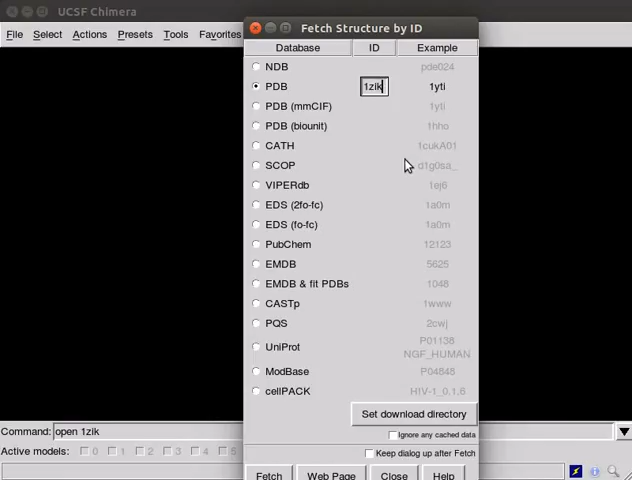 UCSF Chimera
Fetch Structure by ID
File Select Actions Presets Tools Favorites
Database ID Example
NDB pde024
PDB 1zik 1yti
PDB (mmCIF) 1yti
PDB (biounit) 1hho
CATH 1cukA01
SCOP d1g0sa_
VIPERdb 1ej6
EDS (2fo-fc) 1a0m
EDS (fo-fc) 1a0m
PubChem 12123
EMDB 5625
EMDB & fit PDBs 1048
CASTp 1www
PQS 2cwj
UniProt P01138
NGF_HUMAN
ModBase P04848
cellPACK HIV-1_0.1.6
Set download directory
Ignore any cached data
Keep dialog up after Fetch
Fetch Web Page Close Help
Command: open 1zik
Active models: 0 1 2 3 4 5